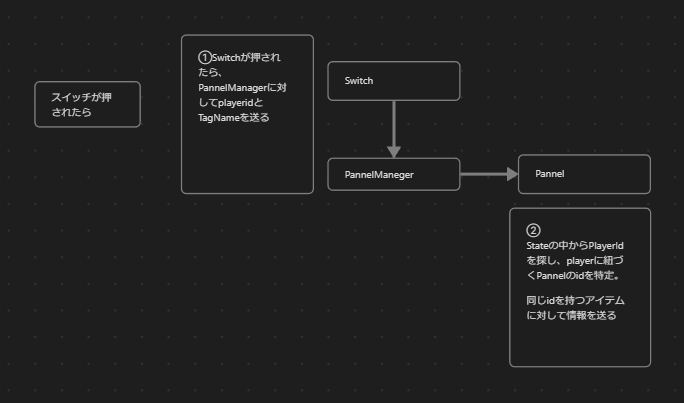 スイッチが押
されたら
①Switchが押され
たら、
PannelManagerに対
してplayeridと
TagNameを送る
Switch
PannelManeger
Pannel
②
Stateの中からPlayerId
を探し、playerに紐づ
くPannelのidを特定。
同じidを持つアイテム
に対して情報を送る